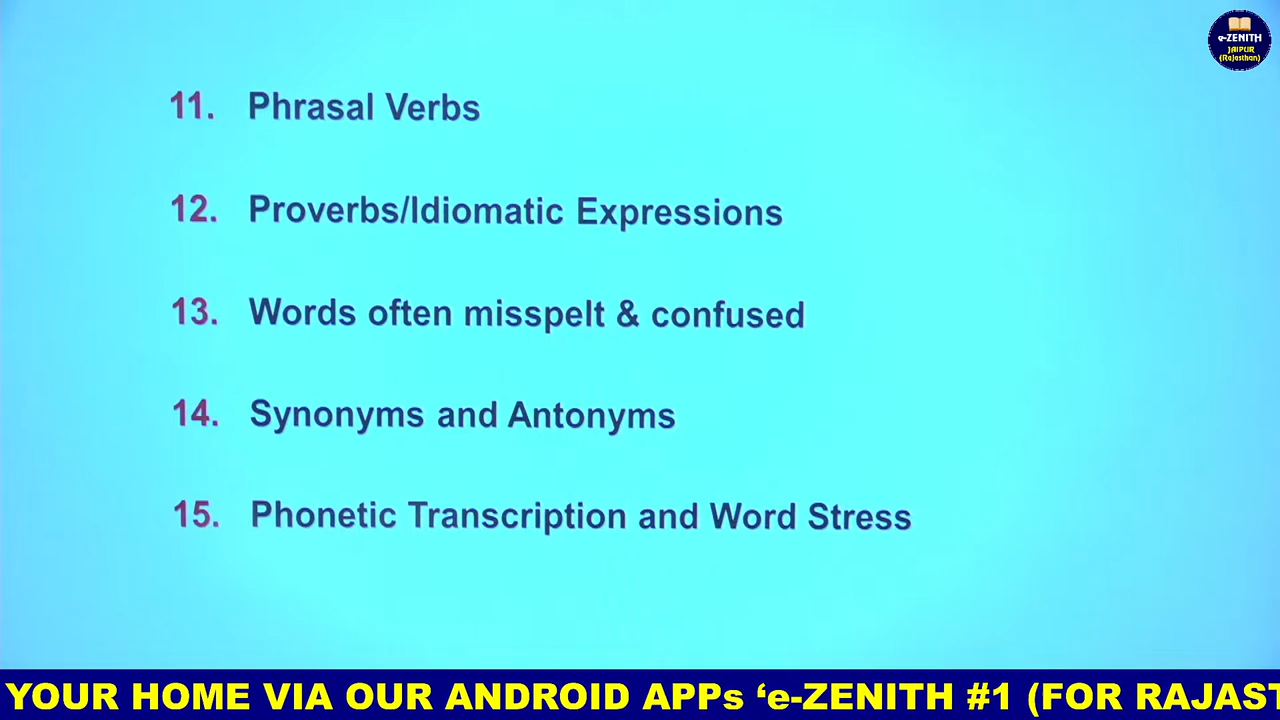 e-ZENITH
JAIPUR
(Rajasthan)
11. Phrasal Verbs
12. Proverbs/Idiomatic Expressions
13. Words often misspelt & confused
14. Synonyms and Antonyms
15. Phonetic Transcription and Word Stress
YOUR HOME VIA OUR ANDROID APPs ‘e-ZENITH #1 (FOR RAJAST